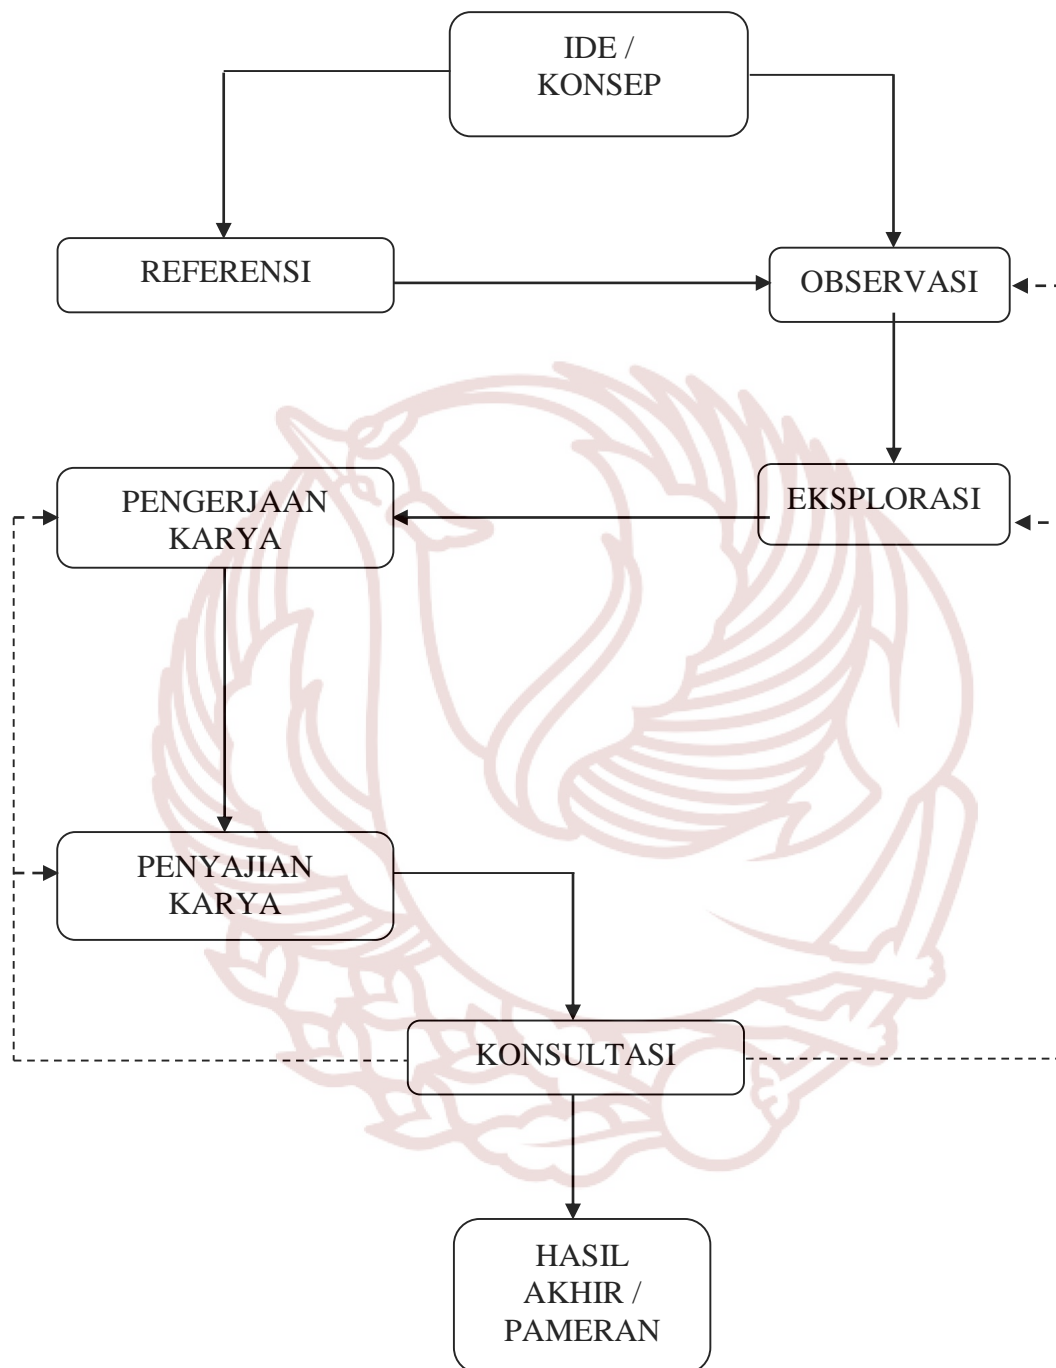 IDE /
KONSEP
REFERENSI
OBSERVASI
PENGERJAAN
KARYA
EKSPLORASI
PENYAJIAN
KARYA
KONSULTASI
HASIL
AKHIR /
PAMERAN